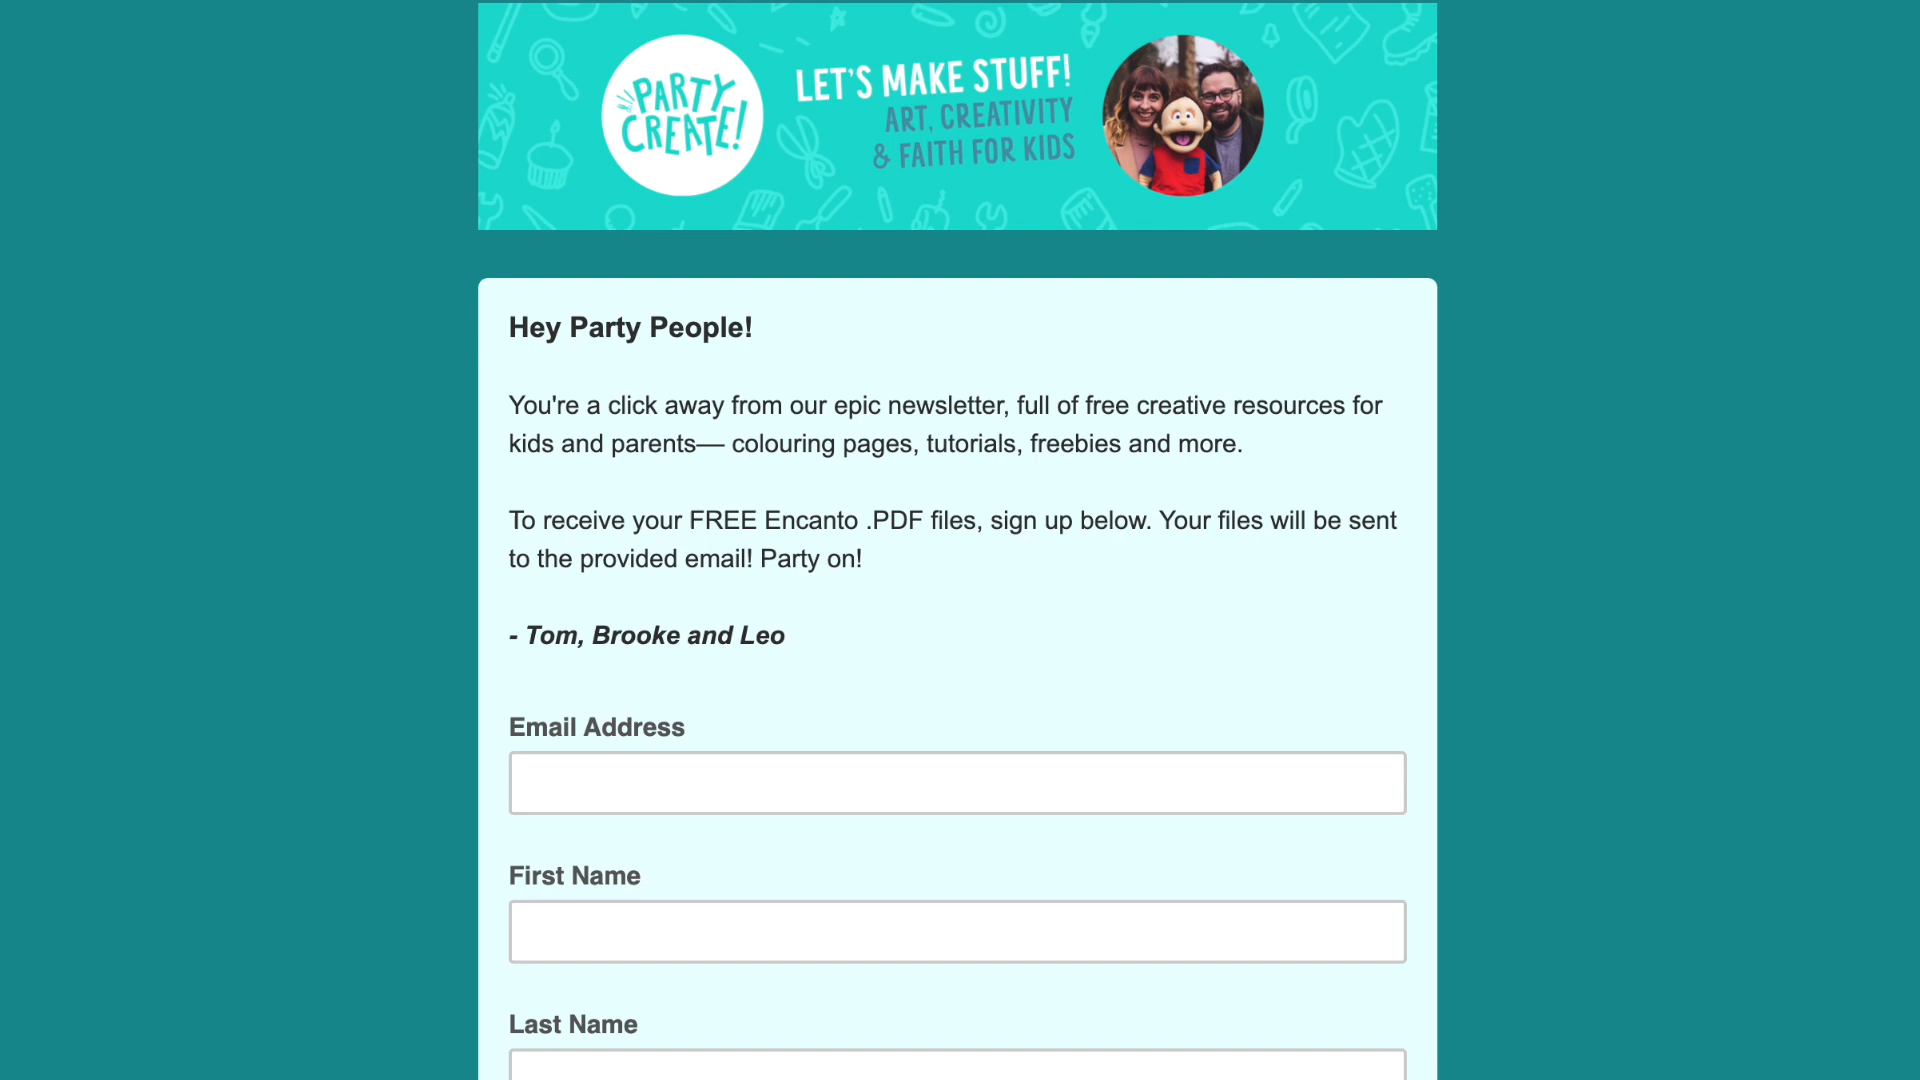 PARTY
CREATE!
LET'S MAKE STUFF!
ART, CREATIVITY
& FAITH FOR KIDS
Hey Party People!
You're a click away from our epic newsletter, full of free creative resources for
kids and parents— colouring pages, tutorials, freebies and more.
To receive your FREE Encanto .PDF files, sign up below. Your files will be sent
to the provided email! Party on!
- Tom, Brooke and Leo
Email Address
First Name
Last Name